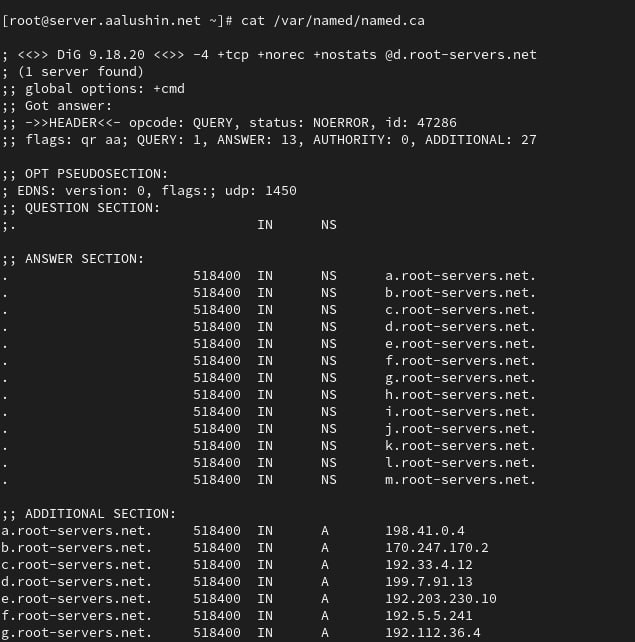 [root@server.aalushin.net ~]# cat /var/named/named.ca

; <<>> DiG 9.18.20 <<>> -4 +tcp +norec +nostats @d.root-servers.net
; (1 server found)
;; global options: +cmd
;; Got answer:
;; ->>HEADER<<- opcode: QUERY, status: NOERROR, id: 47286
;; flags: qr aa; QUERY: 1, ANSWER: 13, AUTHORITY: 0, ADDITIONAL: 27

;; OPT PSEUDOSECTION:
; EDNS: version: 0, flags:; udp: 1450
;; QUESTION SECTION:
;.                              IN      NS

;; ANSWER SECTION:
.                       518400  IN      NS      a.root-servers.net.
.                       518400  IN      NS      b.root-servers.net.
.                       518400  IN      NS      c.root-servers.net.
.                       518400  IN      NS      d.root-servers.net.
.                       518400  IN      NS      e.root-servers.net.
.                       518400  IN      NS      f.root-servers.net.
.                       518400  IN      NS      g.root-servers.net.
.                       518400  IN      NS      h.root-servers.net.
.                       518400  IN      NS      i.root-servers.net.
.                       518400  IN      NS      j.root-servers.net.
.                       518400  IN      NS      k.root-servers.net.
.                       518400  IN      NS      l.root-servers.net.
.                       518400  IN      NS      m.root-servers.net.

;; ADDITIONAL SECTION:
a.root-servers.net.     518400  IN      A       198.41.0.4
b.root-servers.net.     518400  IN      A       170.247.170.2
c.root-servers.net.     518400  IN      A       192.33.4.12
d.root-servers.net.     518400  IN      A       199.7.91.13
e.root-servers.net.     518400  IN      A       192.203.230.10
f.root-servers.net.     518400  IN      A       192.5.5.241
g.root-servers.net.     518400  IN      A       192.112.36.4